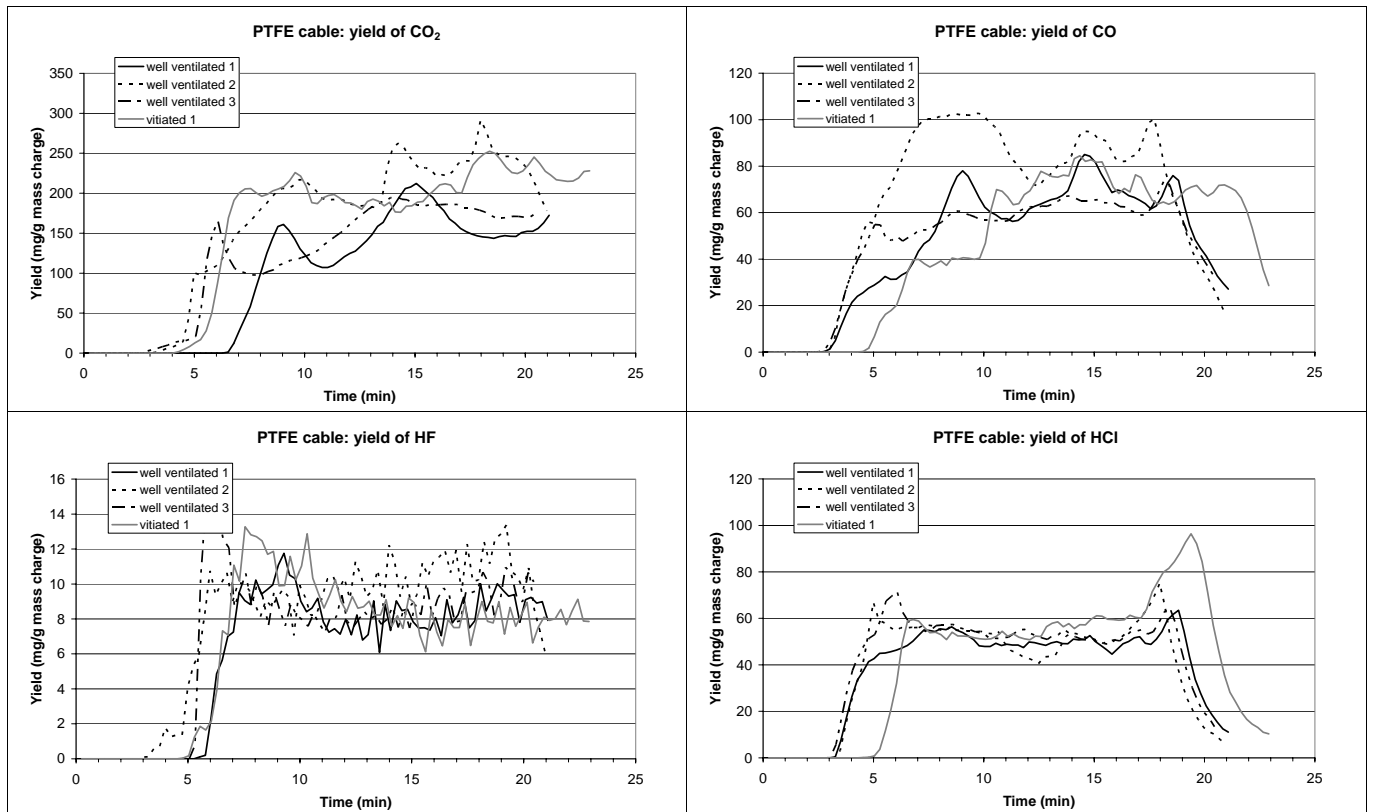 PTFE cable: yield of CO₂
well ventilated 1
well ventilated 2
well ventilated 3
vitiated 1
Yield (mg/g mass charge)
350
300
250
200
150
100
50
0
0 5 10 15 20 25
Time (min)
PTFE cable: yield of CO
well ventilated 1
well ventilated 2
well ventilated 3
vitiated 1
Yield (mg/g mass charge)
120
100
80
60
40
20
0
0 5 10 15 20 25
Time (min)
PTFE cable: yield of HF
well ventilated 1
well ventilated 2
well ventilated 3
vitiated 1
Yield (mg/g mass charge)
16
14
12
10
8
6
4
2
0
0 5 10 15 20 25
Time (min)
PTFE cable: yield of HCl
well ventilated 1
well ventilated 2
well ventilated 3
vitiated 1
Yield (mg/g mass charge)
120
100
80
60
40
20
0
0 5 10 15 20 25
Time (min)